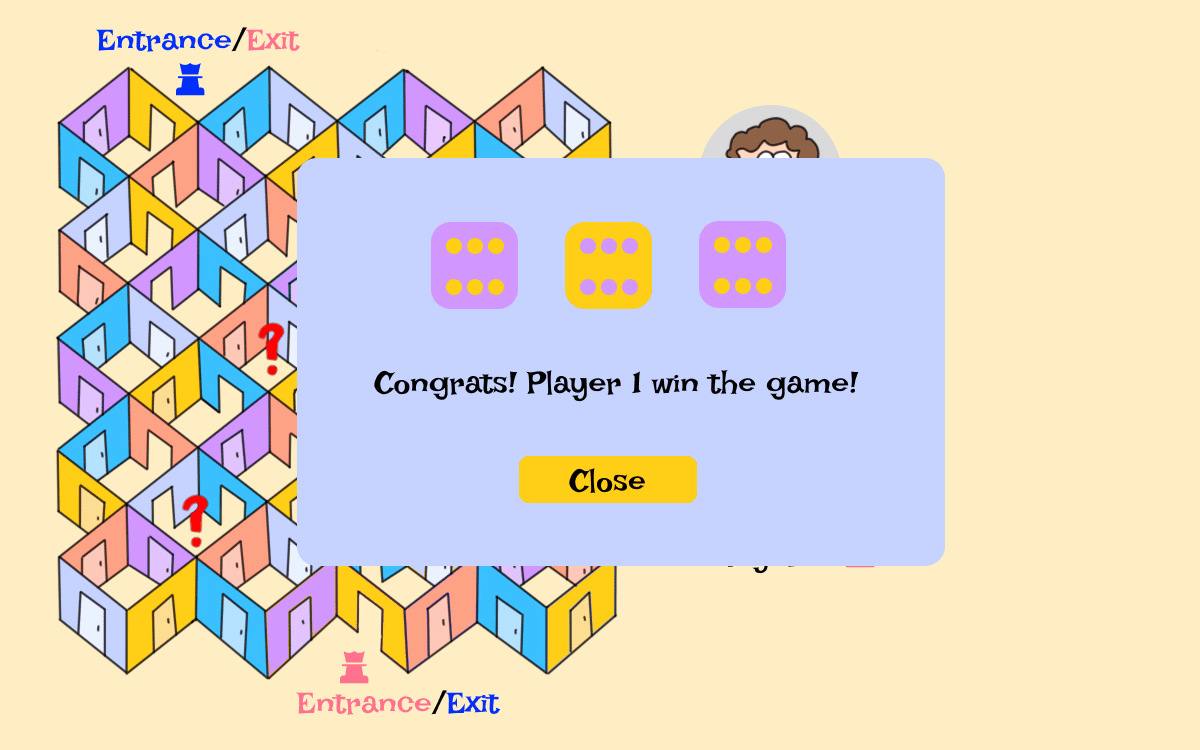 Entrance/Exit
?
Congrats! Player 1 win the game!
Close
?
Entrance/Exit